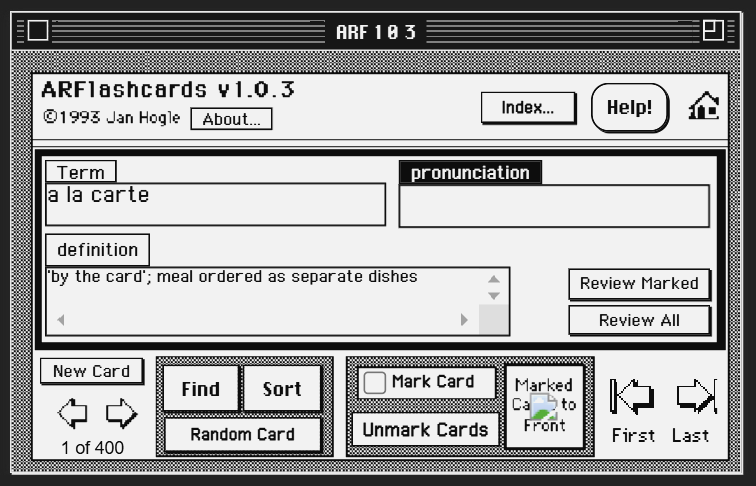 ARF 1 0 3
ARFlashcards v1.0.3
©1993 Jan Hogle
About...
Index...
Help!
Term
a la carte
pronunciation
definition
'by the card'; meal ordered as separate dishes
Review Marked
Review All
New Card
1 of 400
Find
Sort
Random Card
Mark Card
Unmark Cards
Marked
to
Front
First
Last